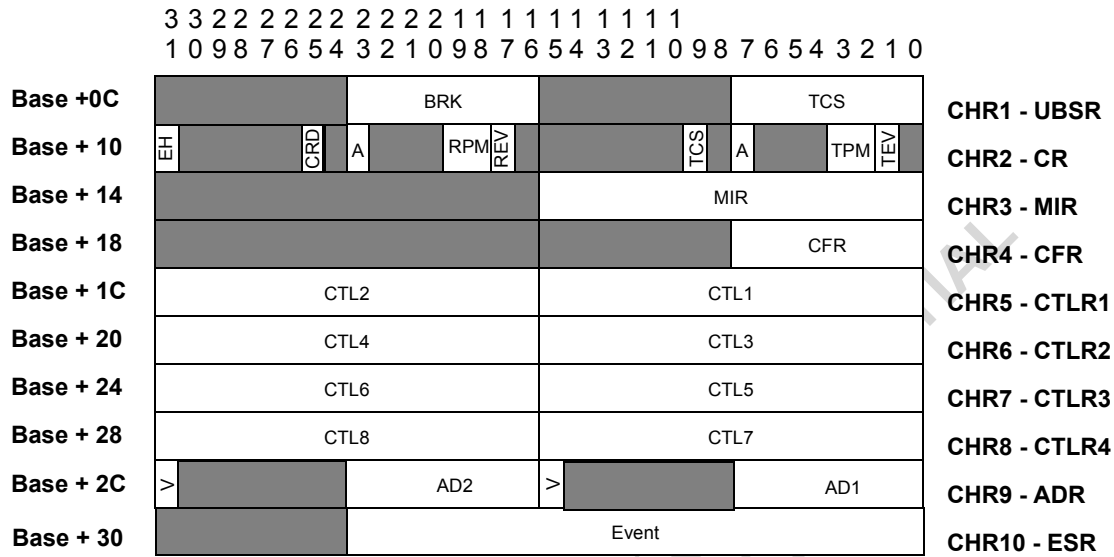 3 3 2 2 2 2 2 2 2 2 2 2 1 1 1 1 1 1 1 1 1 1
1 0 9 8 7 6 5 4 3 2 1 0 9 8 7 6 5 4 3 2 1 0 9 8 7 6 5 4 3 2 1 0
Base +0C BRK TCS CHR1 - UBSR
Base + 10 EH CRD A RPM REV TCS A TPM TEV CHR2 - CR
Base + 14 MIR CHR3 - MIR
Base + 18 CFR CHR4 - CFR
Base + 1C CTL2 CTL1 CHR5 - CTLR1
Base + 20 CTL4 CTL3 CHR6 - CTLR2
Base + 24 CTL6 CTL5 CHR7 - CTLR3
Base + 28 CTL8 CTL7 CHR8 - CTLR4
Base + 2C V AD2 V AD1 CHR9 - ADR
Base + 30 Event CHR10 - ESR